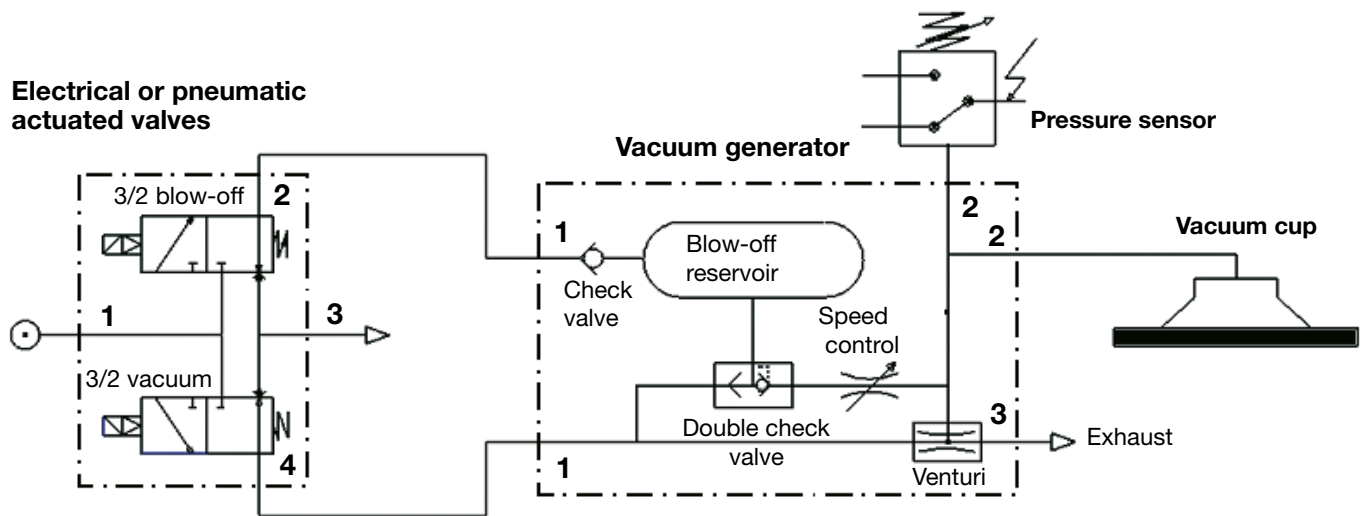 Electrical or pneumatic
actuated valves
3/2 blow-off
2
1
3
3/2 vacuum
4
Vacuum generator
1
Check
valve
Blow-off
reservoir
Speed
control
Double check
valve
1
2
2
3
Venturi
Exhaust
Pressure sensor
Vacuum cup